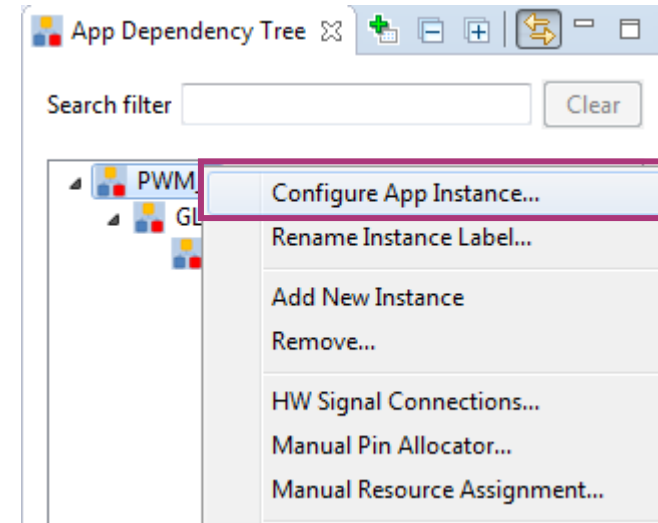 App Dependency Tree
Search filter Clear
PWM_
Configure App Instance...
GL
Rename Instance Label...
Add New Instance
Remove...
HW Signal Connections...
Manual Pin Allocator...
Manual Resource Assignment...